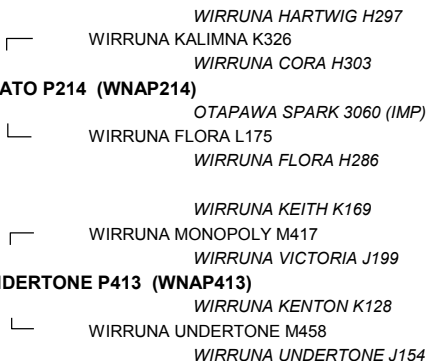 WIRRUNA HARTWIG H297
WIRRUNA KALIMNA K326
WIRRUNA CORA H303
ATO P214 (WNAP214)
OTAPAWA SPARK 3060 (IMP)
WIRRUNA FLORA L175
WIRRUNA FLORA H286
WIRRUNA KEITH K169
WIRRUNA MONOPOLY M417
WIRRUNA VICTORIA J199
NDERTONE P413 (WNAP413)
WIRRUNA KENTON K128
WIRRUNA UNDERTONE M458
WIRRUNA UNDERTONE J154